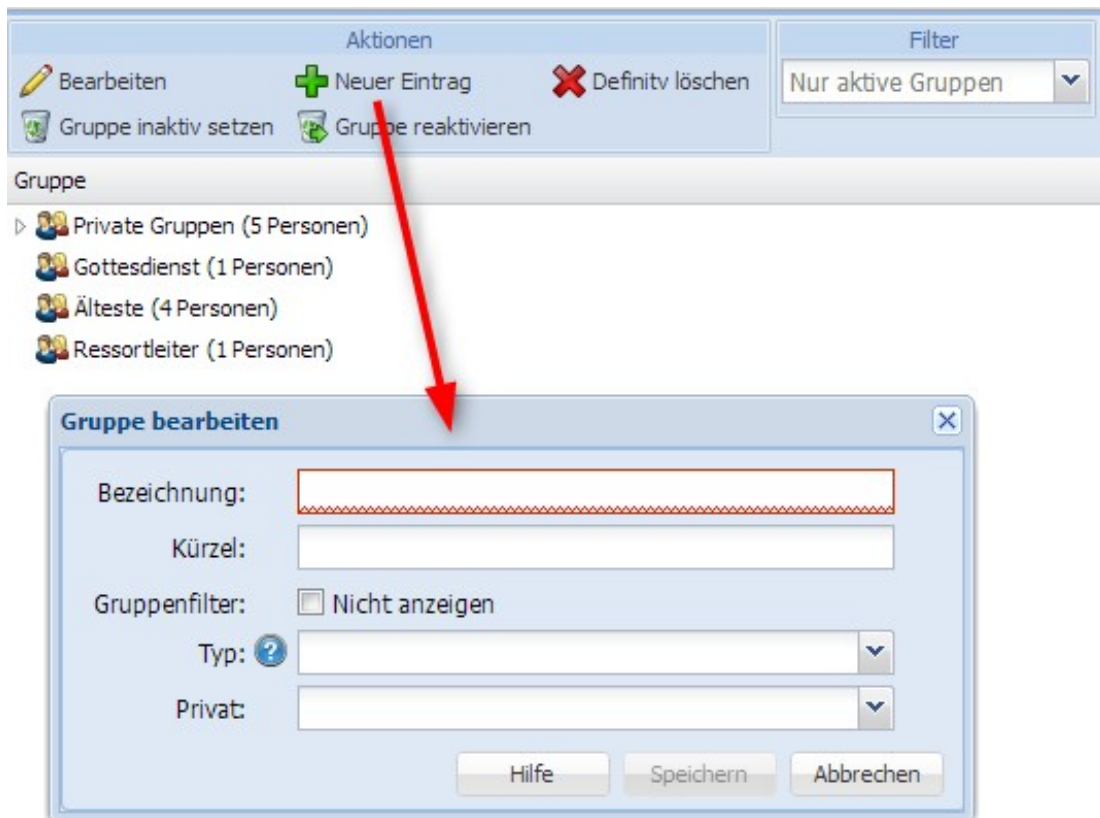 Aktionen
Filter
Bearbeiten
Neuer Eintrag
Definitv löschen
Nur aktive Gruppen
Gruppe inaktiv setzen
Gruppe reaktivieren
Gruppe
Private Gruppen (5 Personen)
Gottesdienst (1 Personen)
Älteste (4 Personen)
Ressortleiter (1 Personen)
Gruppe bearbeiten
Bezeichnung:
Kürzel:
Gruppenfilter:
Nicht anzeigen
Typ:
Privat:
Hilfe
Speichern
Abbrechen